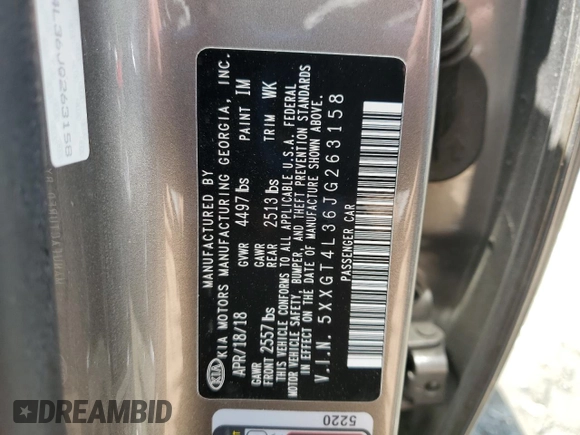 MANUFACTURED BY
KIA KIA MOTORS MANUFACTURING GEORGIA, INC.
APR/18/18 GVWR 4497 lbs PAINT IM
GAWR FRONT 2557 lbs GAWR REAR 2513 lbs TRIM WK
THIS VEHICLE CONFORMS TO ALL APPLICABLE U.S.A. FEDERAL
MOTOR VEHICLE SAFETY, BUMPER, AND THEFT PREVENTION STANDARDS
IN EFFECT ON THE DATE OF MANUFACTURE SHOWN ABOVE.
V.I.N. 5XXGT4L36JG263158
PASSENGER CAR
5220
DREAMBID